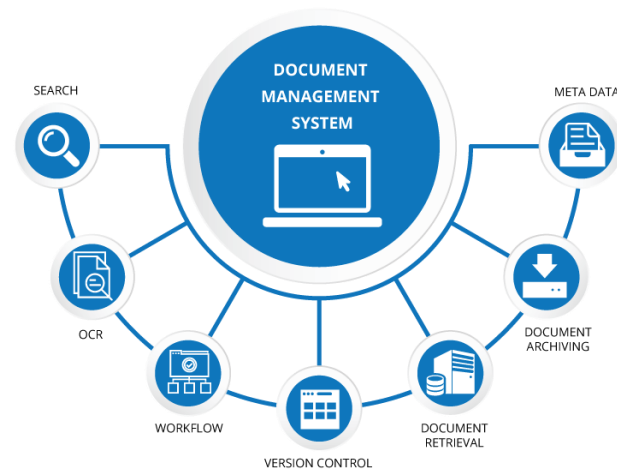 DOCUMENT
MANAGEMENT
SYSTEM
SEARCH
META DATA
OCR
DOCUMENT
ARCHIVING
WORKFLOW
DOCUMENT
RETRIEVAL
VERSION CONTROL